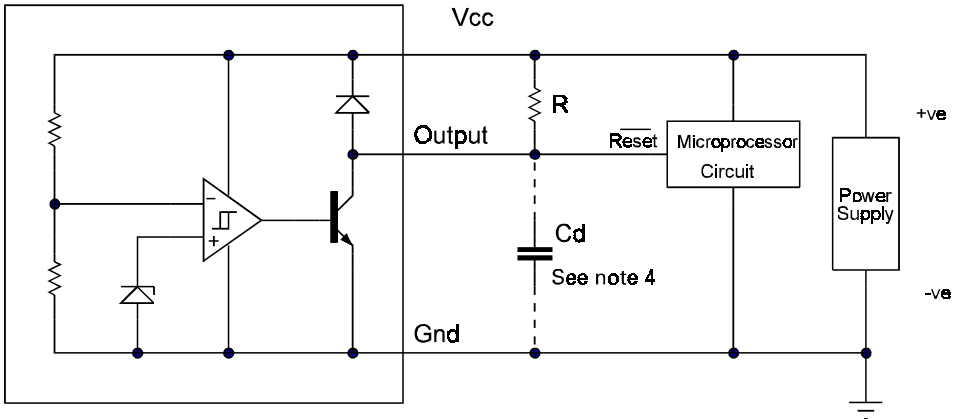 Vcc
+ve
R
Output
Reset
Microprocessor
Circuit
Power
Supply
−
+
Cd
See note 4
-ve
Gnd